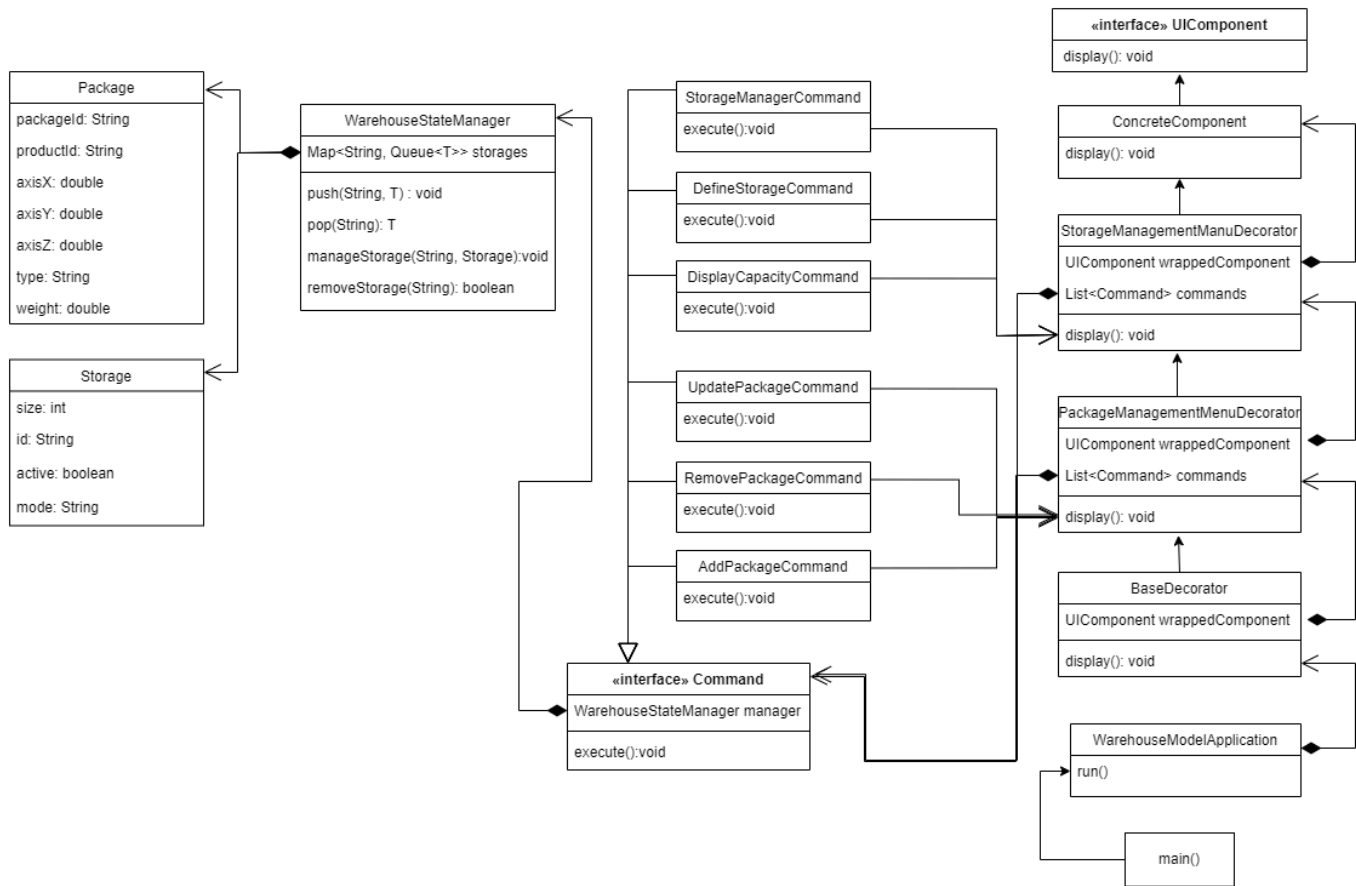 Package
packageId: String
productId: String
axisX: double
axisY: double
axisZ: double
type: String
weight: double
Storage
size: int
id: String
active: boolean
mode: String
WarehouseStateManager
Map<String, Queue<T>> storages
push(String, T) : void
pop(String): T
manageStorage(String, Storage):void
removeStorage(String): boolean
StorageManagerCommand
execute():void
DefineStorageCommand
execute():void
DisplayCapacityCommand
execute():void
UpdatePackageCommand
execute():void
RemovePackageCommand
execute():void
AddPackageCommand
execute():void
«interface» Command
WarehouseStateManager manager
execute():void
«interface» UIComponent
display(): void
ConcreteComponent
display(): void
StorageManagementManuDecorator
UIComponent wrappedComponent
List<Command> commands
display(): void
PackageManagementMenuDecorator
UIComponent wrappedComponent
List<Command> commands
display(): void
BaseDecorator
UIComponent wrappedComponent
display(): void
WarehouseModelApplication
run()
main()